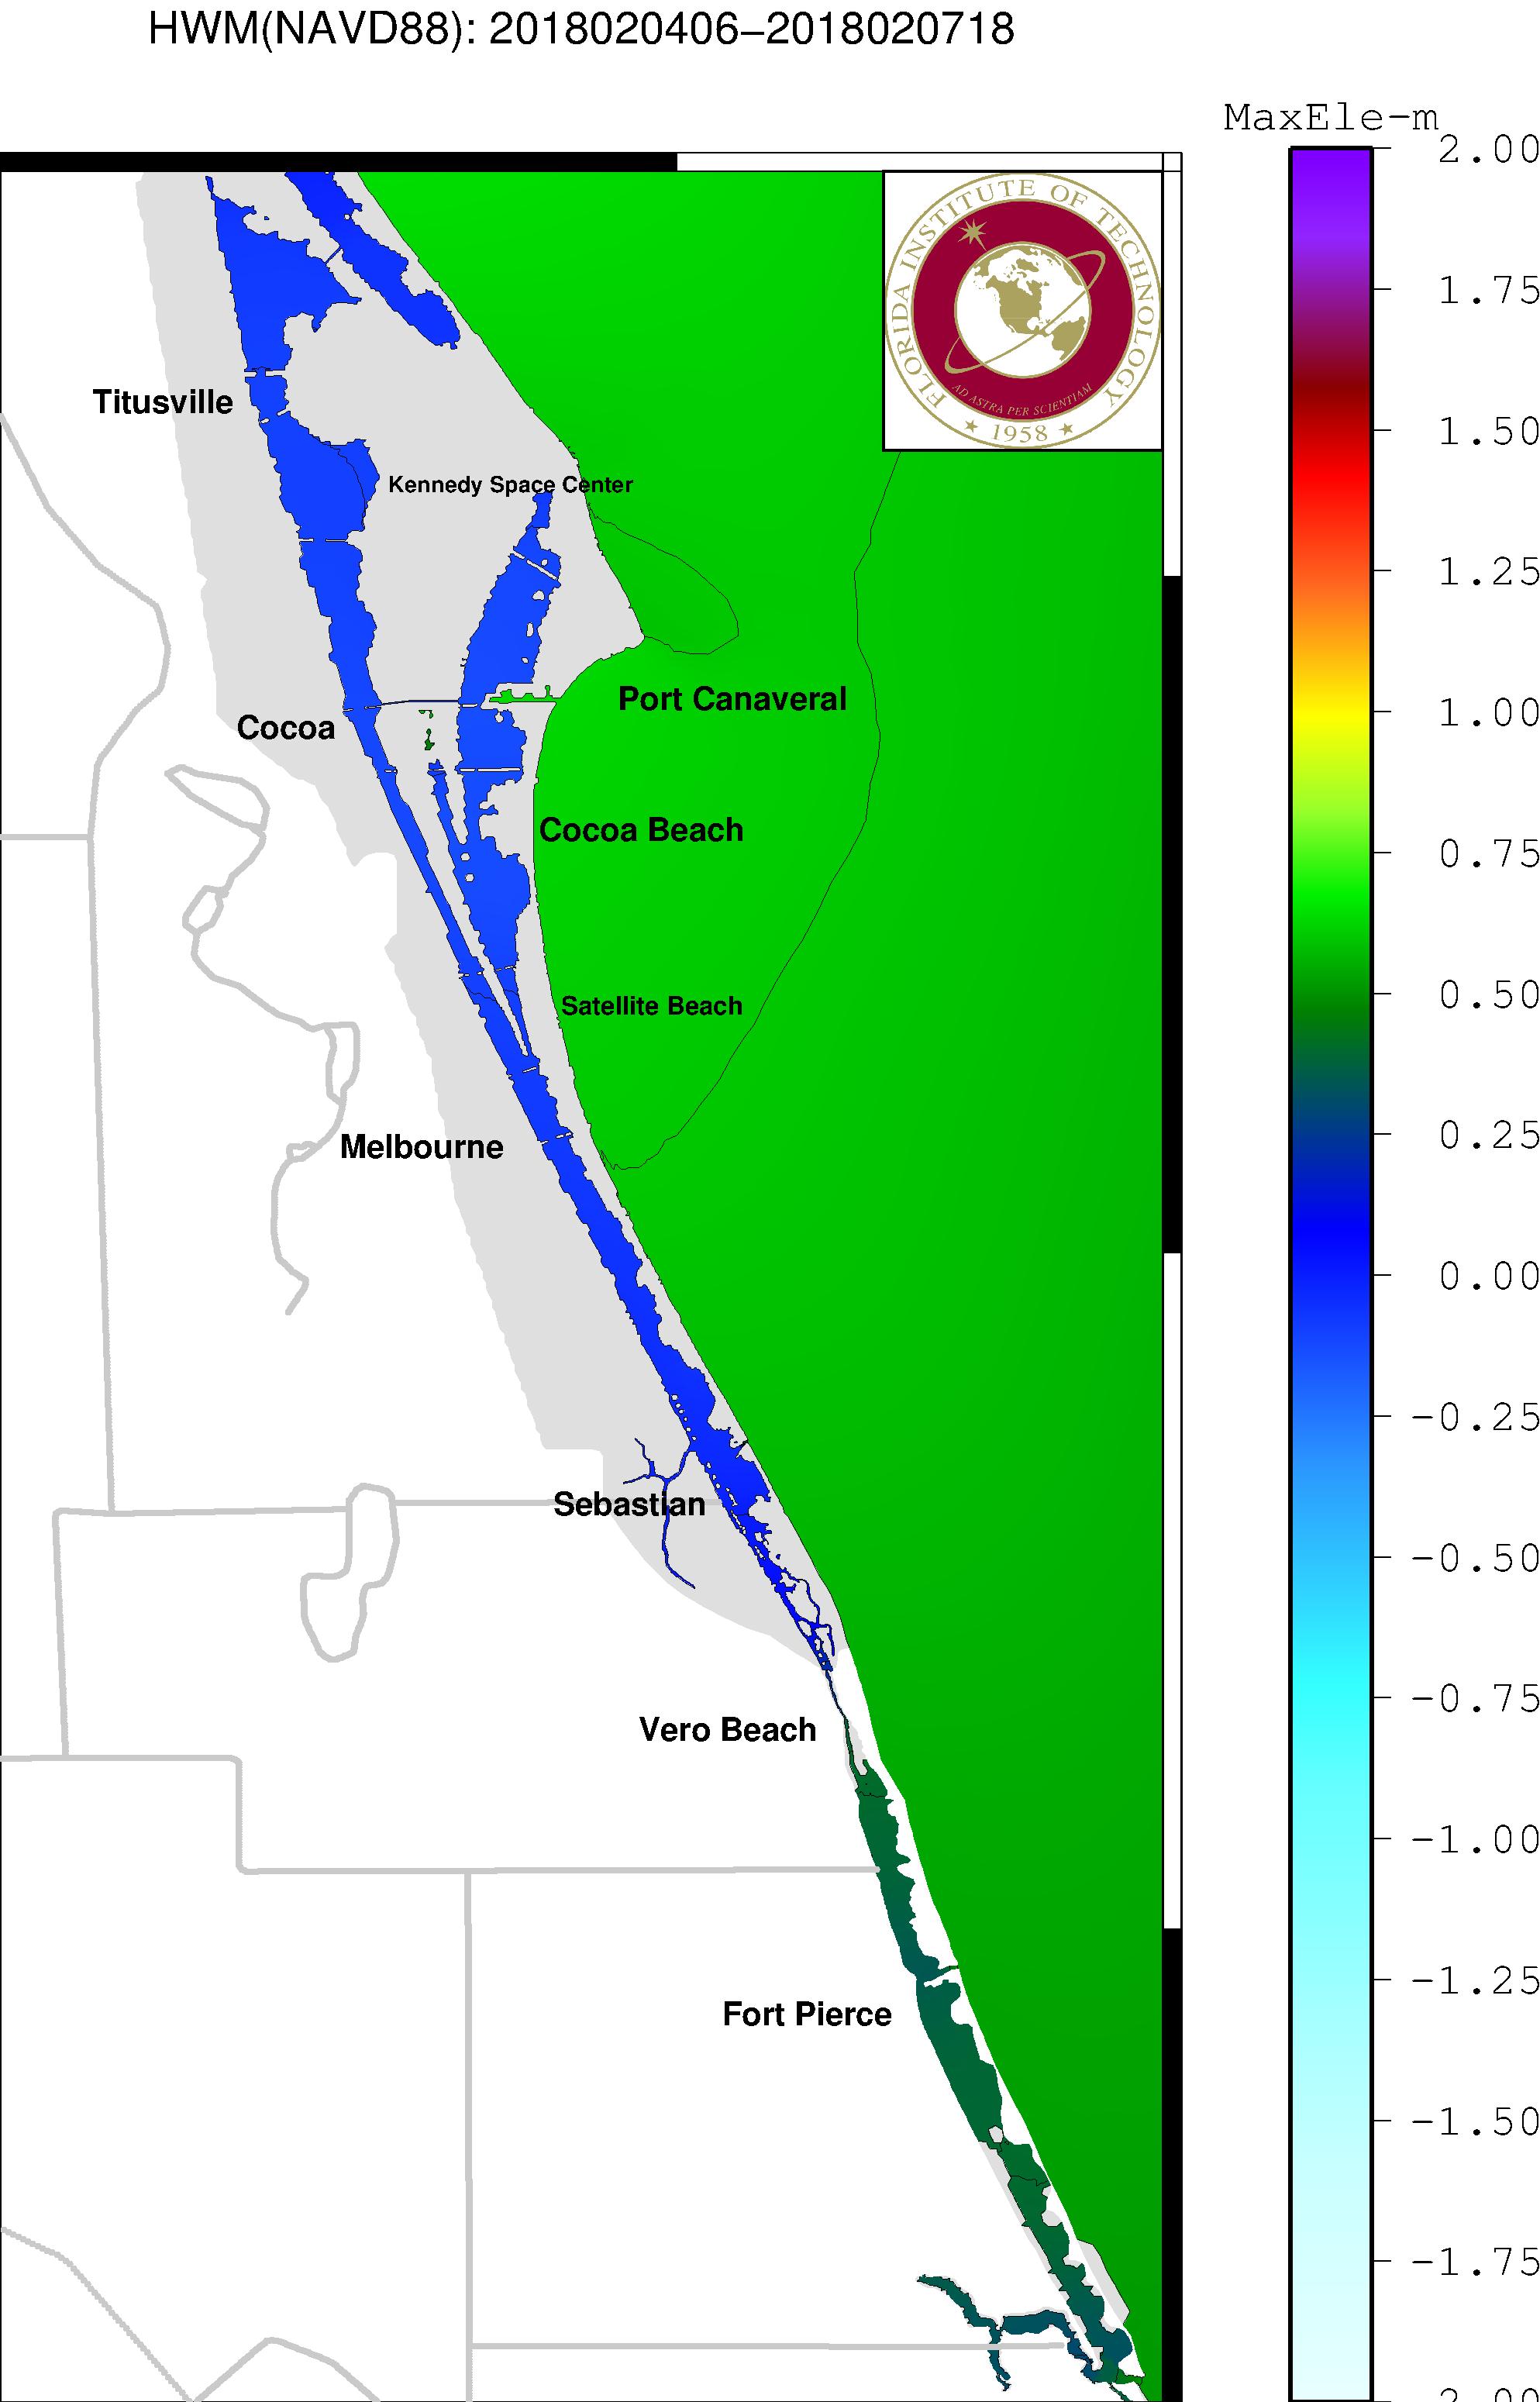 HWM(NAVD88): 2018020406−2018020718
MaxEle-m
2.00
1.75
1.50
1.25
1.00
0.75
0.50
0.25
0.00
-0.25
-0.50
-0.75
-1.00
-1.25
-1.50
-1.75
FLORIDA INSTITUTE OF TECHNOLOGY
AD ASTRA PER SCIENTIAM
1958
Titusville
Kennedy Space Center
Port Canaveral
Cocoa
Cocoa Beach
Satellite Beach
Melbourne
Sebastian
Vero Beach
Fort Pierce